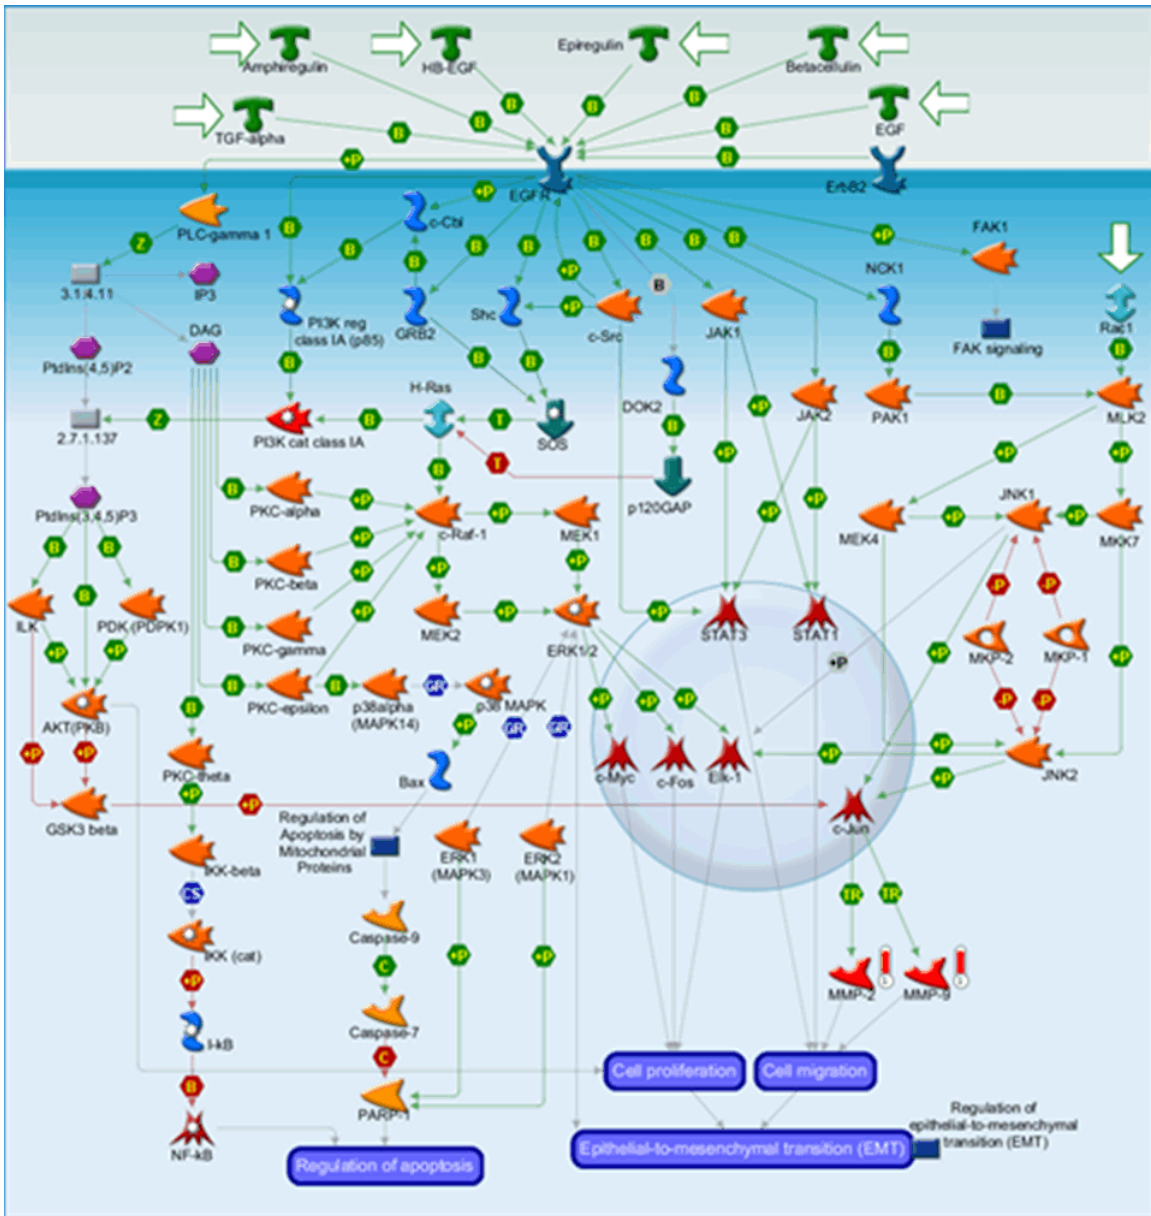 Amphiregulin
HB-EGF
Epiregulin
Betacellulin
TGF-alpha
EGF
B
B
B
B
B
B
B
+P
EGFR
ErbB2
PLC-gamma 1
c-Cbl
FAK1
+P
B
B
B
B
B
B
B
B
+P
Z
B
NCK1
3.1.4.11
IP3
B
+P
B
DAG
PI3K reg
class IA (p85)
GRB2
Shc
+P
c-Src
JAK1
FAK signaling
Rac1
PtdIns(4,5)P2
B
B
B
B
B
H-Ras
DOK2
+P
JAK2
PAK1
B
MLK2
2.7.1.137
Z
PI3K cat class IA
B
T
SOS
B
T
+P
+P
+P
B
PtdIns(3,4,5)P3
B
PKC-alpha
+P
c-Raf-1
+P
MEK1
p120GAP
+P
+P
JNK1
MEK4
+P
+P
MKK7
B
B
B
B
PKC-beta
+P
+P
+P
+P
-P
-P
ILK
PDK (PDPK1)
B
PKC-gamma
MEK2
+P
ERK1/2
+P
STAT3
STAT1
MKP-2
MKP-1
+P
+P
+P
+P
+P
B
PKC-epsilon
B
p38alpha
(MAPK14)
GR
p38 MAPK
+P
+P
+P
-P
-P
AKT(PKB)
B
GR
GR
+P
+P
PKC-theta
+P
Bax
c-Myc
c-Fos
Elk-1
+P
+P
JNK2
+P
+P
GSK3 beta
+P
c-Jun
Regulation of
Apoptosis by
Mitochondrial
Proteins
ERK1
(MAPK3)
ERK2
(MAPK1)
IKK-beta
CS
TR
TR
IKK (cat)
Caspase-9
C
+P
+P
+P
MMP-2
MMP-9
Caspase-7
I-kB
C
B
PARP-1
Cell proliferation
Cell migration
NF-kB
Regulation of apoptosis
Epithelial-to-mesenchymal transition (EMT)
Regulation of
epithelial-to-mesenchymal
transition (EMT)